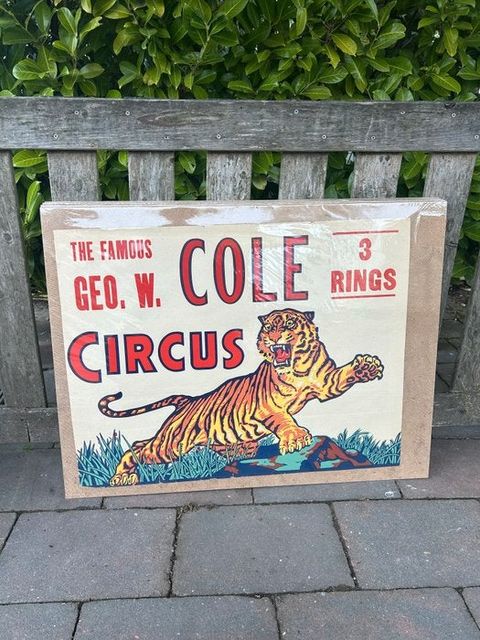 THE FAMOUS
GEO. W. COLE
3
RINGS
CIRCUS